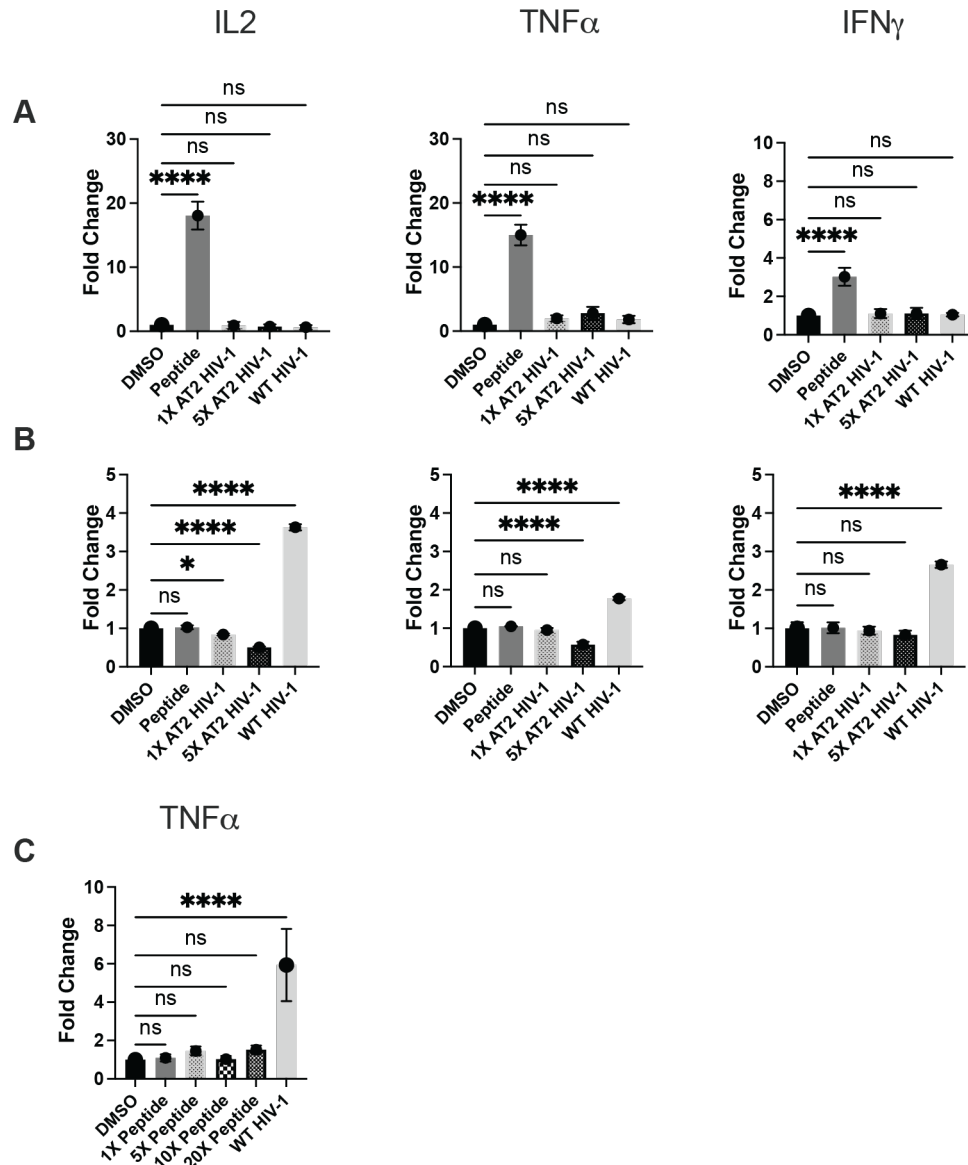 IL2 TNFα IFNγ
A
ns
ns
ns
****
Fold Change
30
20
10
0
DMSO
Peptide
1X AT2 HIV-1
5X AT2 HIV-1
WT HIV-1
ns
ns
ns
****
Fold Change
30
20
10
0
DMSO
Peptide
1X AT2 HIV-1
5X AT2 HIV-1
WT HIV-1
ns
ns
ns
****
Fold Change
10
8
6
4
2
0
DMSO
Peptide
1X AT2 HIV-1
5X AT2 HIV-1
WT HIV-1
B
****
****
*
ns
Fold Change
5
4
3
2
1
0
DMSO
Peptide
1X AT2 HIV-1
5X AT2 HIV-1
WT HIV-1
****
****
ns
ns
Fold Change
5
4
3
2
1
0
DMSO
Peptide
1X AT2 HIV-1
5X AT2 HIV-1
WT HIV-1
****
ns
ns
ns
Fold Change
5
4
3
2
1
0
DMSO
Peptide
1X AT2 HIV-1
5X AT2 HIV-1
WT HIV-1
TNFα
C
****
ns
ns
ns
ns
Fold Change
10
8
6
4
2
0
DMSO
1X Peptide
5X Peptide
10X Peptide
20X Peptide
WT HIV-1